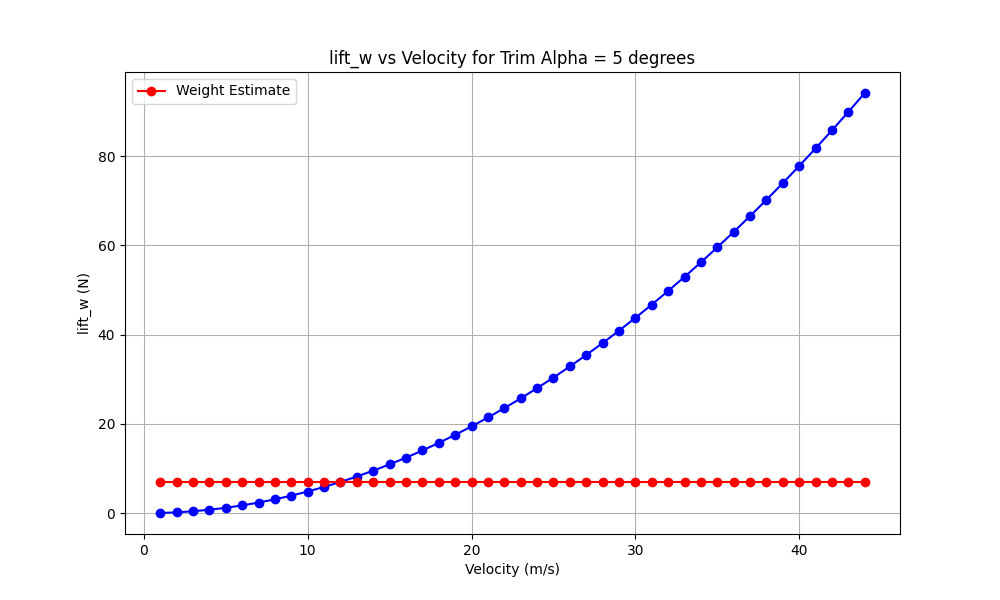 lift_w vs Velocity for Trim Alpha = 5 degrees
Weight Estimate
lift_w (N)
80
60
40
20
0
0
10
20
30
40
Velocity (m/s)